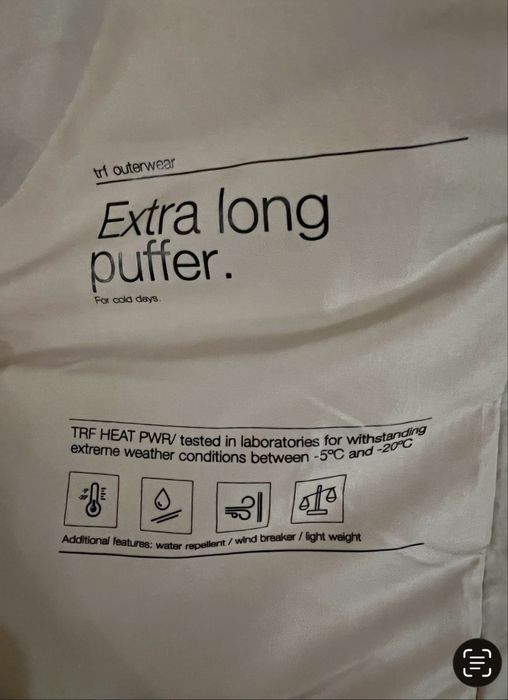 trf outerwear
Extra long
puffer.
For cold days.
TRF HEAT PWR/ tested in laboratories for withstanding
extreme weather conditions between -5ºC and -20ºC
Additional features: water repellent / wind breaker / light weight